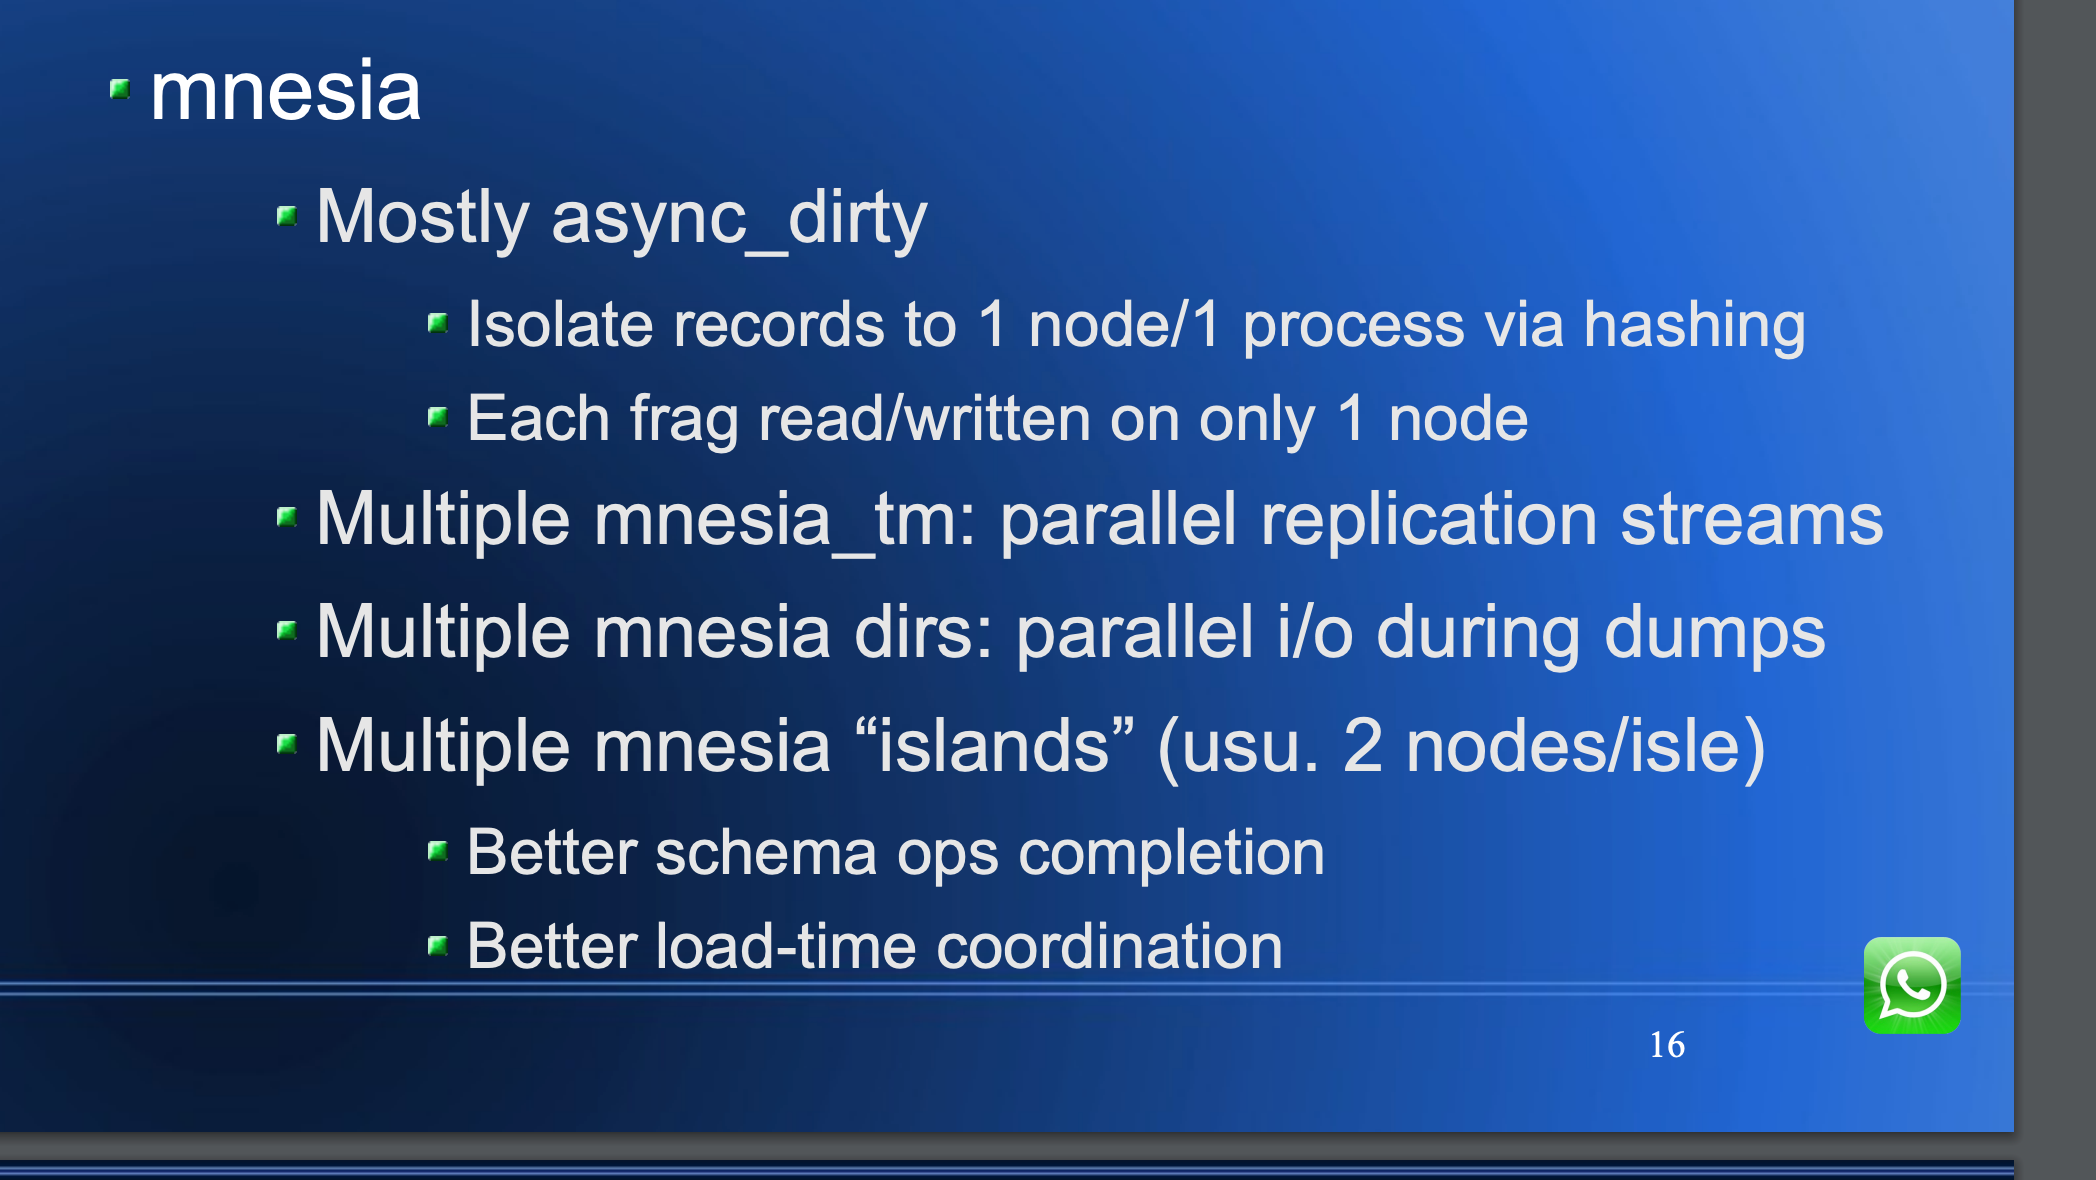 mnesia
Mostly async_dirty
Isolate records to 1 node/1 process via hashing
Each frag read/written on only 1 node
Multiple mnesia_tm: parallel replication streams
Multiple mnesia dirs: parallel i/o during dumps
Multiple mnesia “islands” (usu. 2 nodes/isle)
Better schema ops completion
Better load-time coordination
16